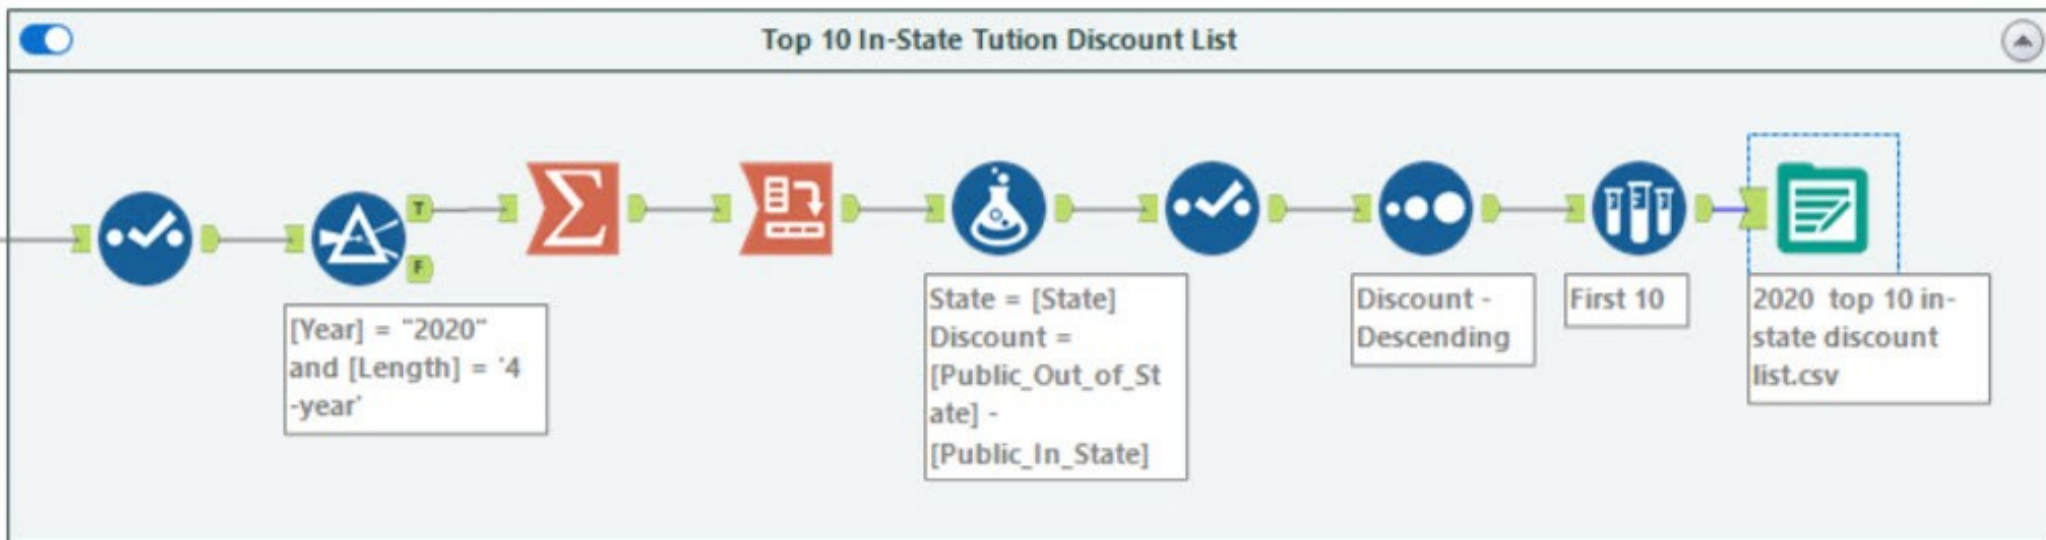 Top 10 In-State Tution Discount List
T
F
[Year] = "2020"
and [Length] = '4
-year'
State = [State]
Discount =
[Public_Out_of_St
ate] -
[Public_In_State]
Discount -
Descending
First 10
2020  top 10 in-
state discount
list.csv